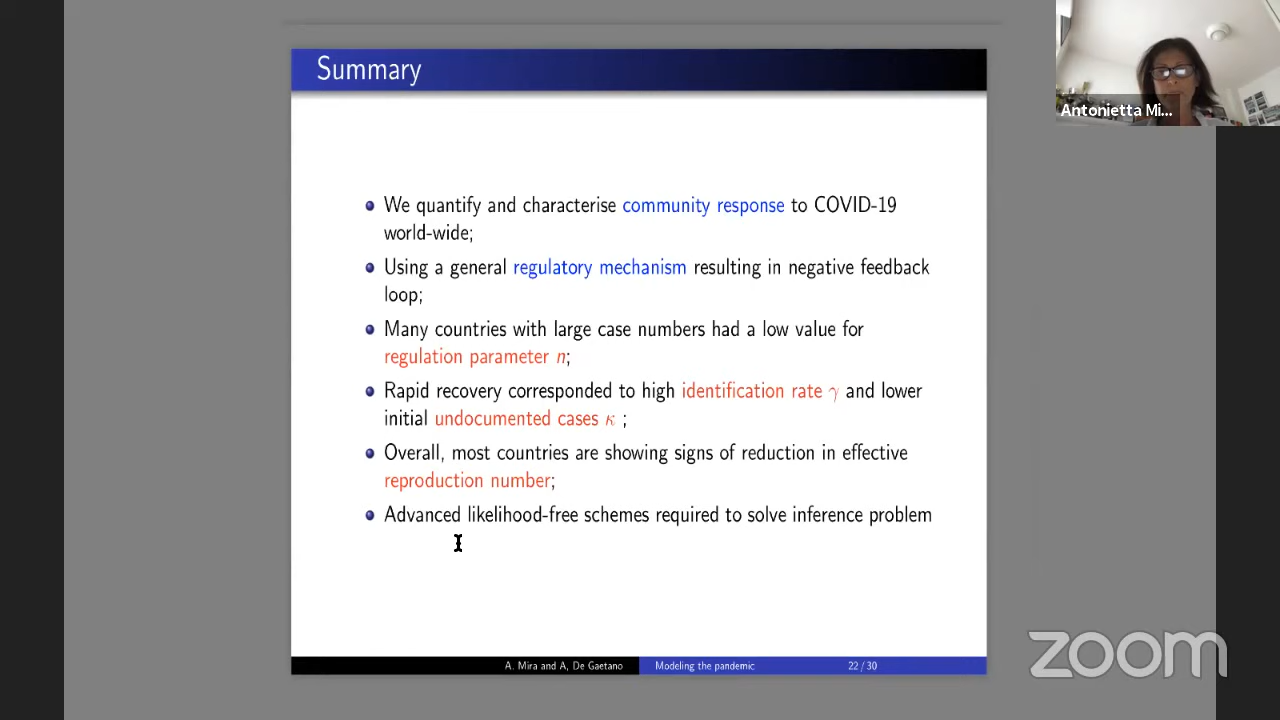 Summary
Antonietta Mi...
We quantify and characterise community response to COVID-19
world-wide;
Using a general regulatory mechanism resulting in negative feedback
loop;
Many countries with large case numbers had a low value for
regulation parameter n;
Rapid recovery corresponded to high identification rate γ and lower
initial undocumented cases κ ;
Overall, most countries are showing signs of reduction in effective
reproduction number;
Advanced likelihood-free schemes required to solve inference problem
A. Mira and A, De Gaetano
Modeling the pandemic
22 / 30
zoom